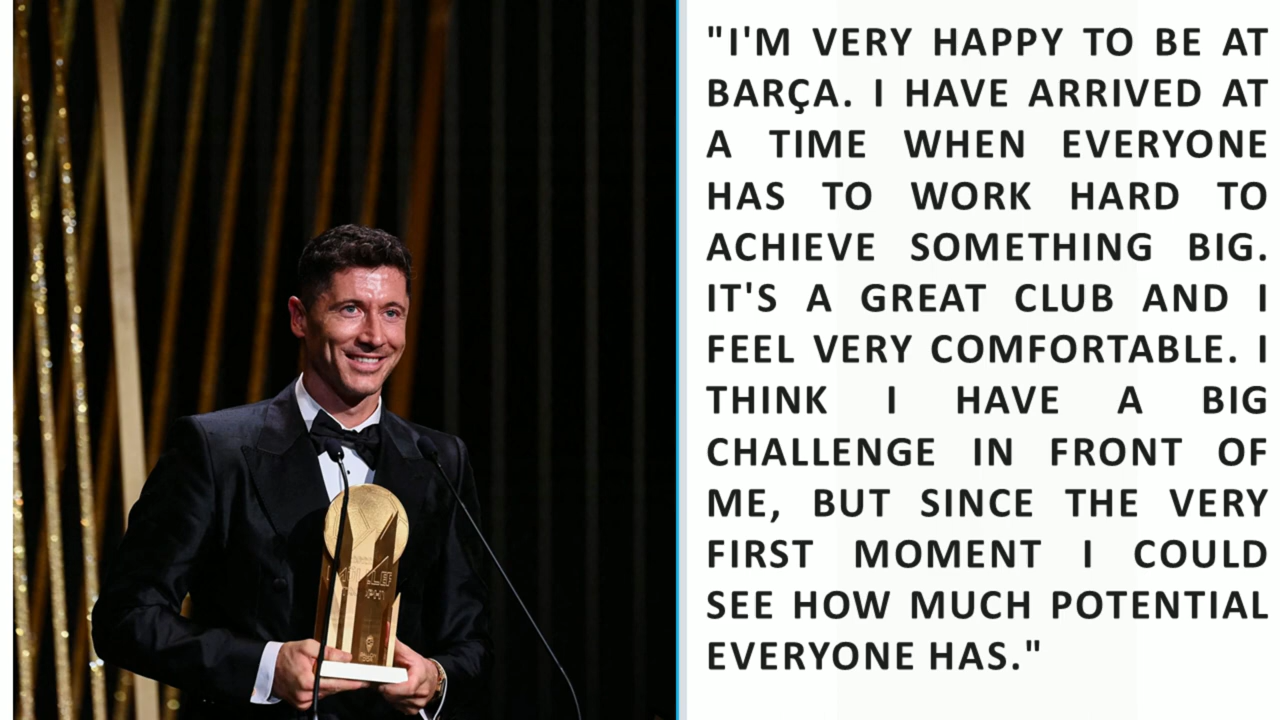 "I'M VERY HAPPY TO BE AT
BARÇA. I HAVE ARRIVED AT
A TIME WHEN EVERYONE
HAS TO WORK HARD TO
ACHIEVE SOMETHING BIG.
IT'S A GREAT CLUB AND I
FEEL VERY COMFORTABLE. I
THINK I HAVE A BIG
CHALLENGE IN FRONT OF
ME, BUT SINCE THE VERY
FIRST MOMENT I COULD
SEE HOW MUCH POTENTIAL
EVERYONE HAS."